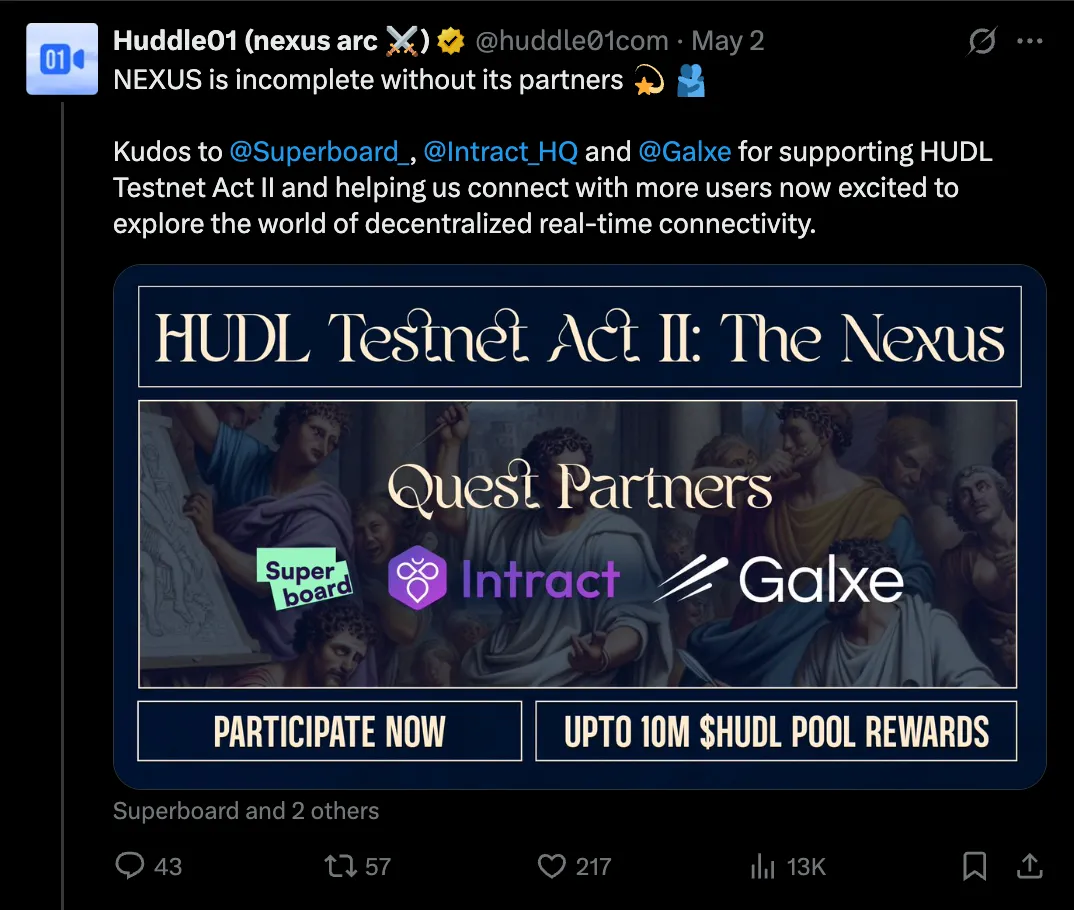 01
Huddle01 (nexus arc ⚔️) @huddle01com · May 2
NEXUS is incomplete without its partners 💫 🫂
Kudos to @Superboard_, @Intract_HQ and @Galxe for supporting HUDL
Testnet Act II and helping us connect with more users now excited to
explore the world of decentralized real-time connectivity.
HUDL Testnet Act II: The Nexus
Quest Partners
Super
board
Intract
Galxe
PARTICIPATE NOW
UPTO 10M $HUDL POOL REWARDS
Superboard and 2 others
43 57 217 13K